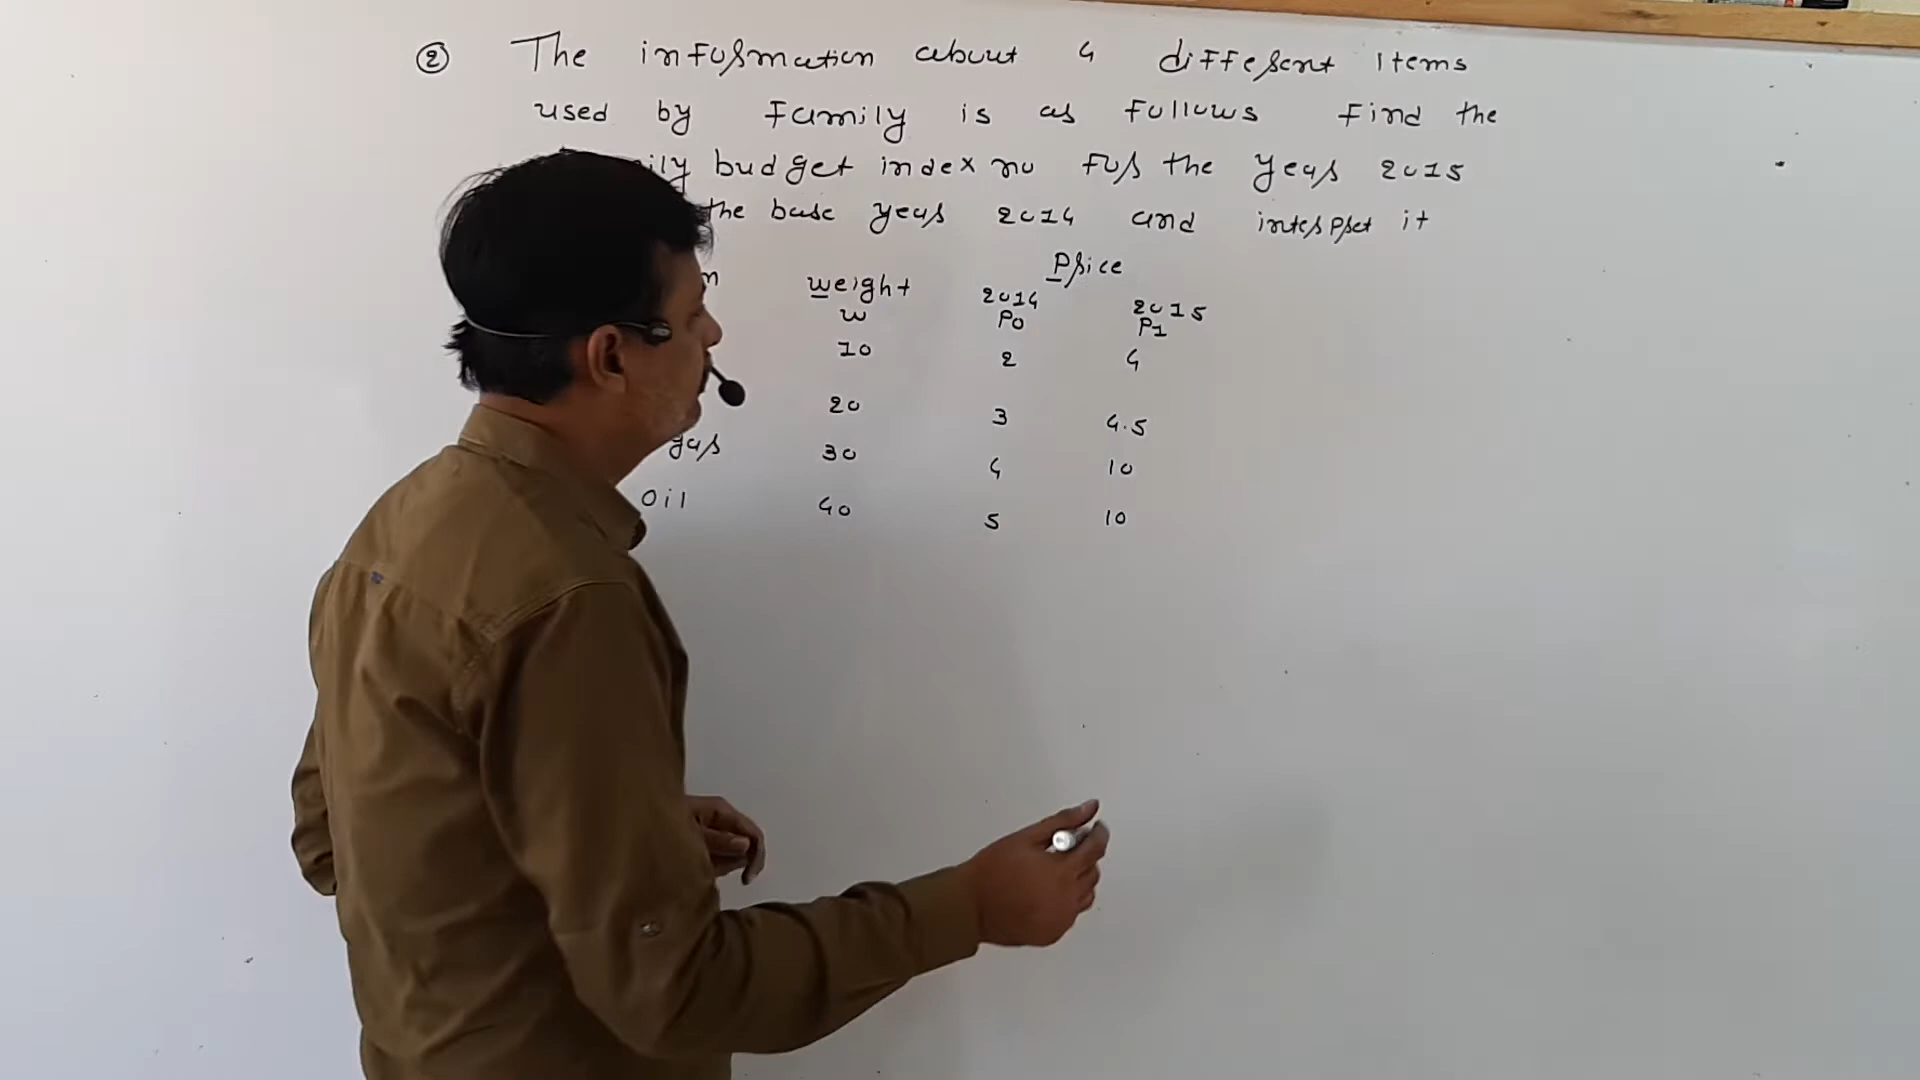 ② The information about 4 different items
used by family is as follows Find the
ily budget index no for the year 2015
the base year 2014 and interpret it
Price
m weight 2014 2015
w P0 P1
10 2 4
20 3 4.5
gar 30 4 10
Oil 40 5 10